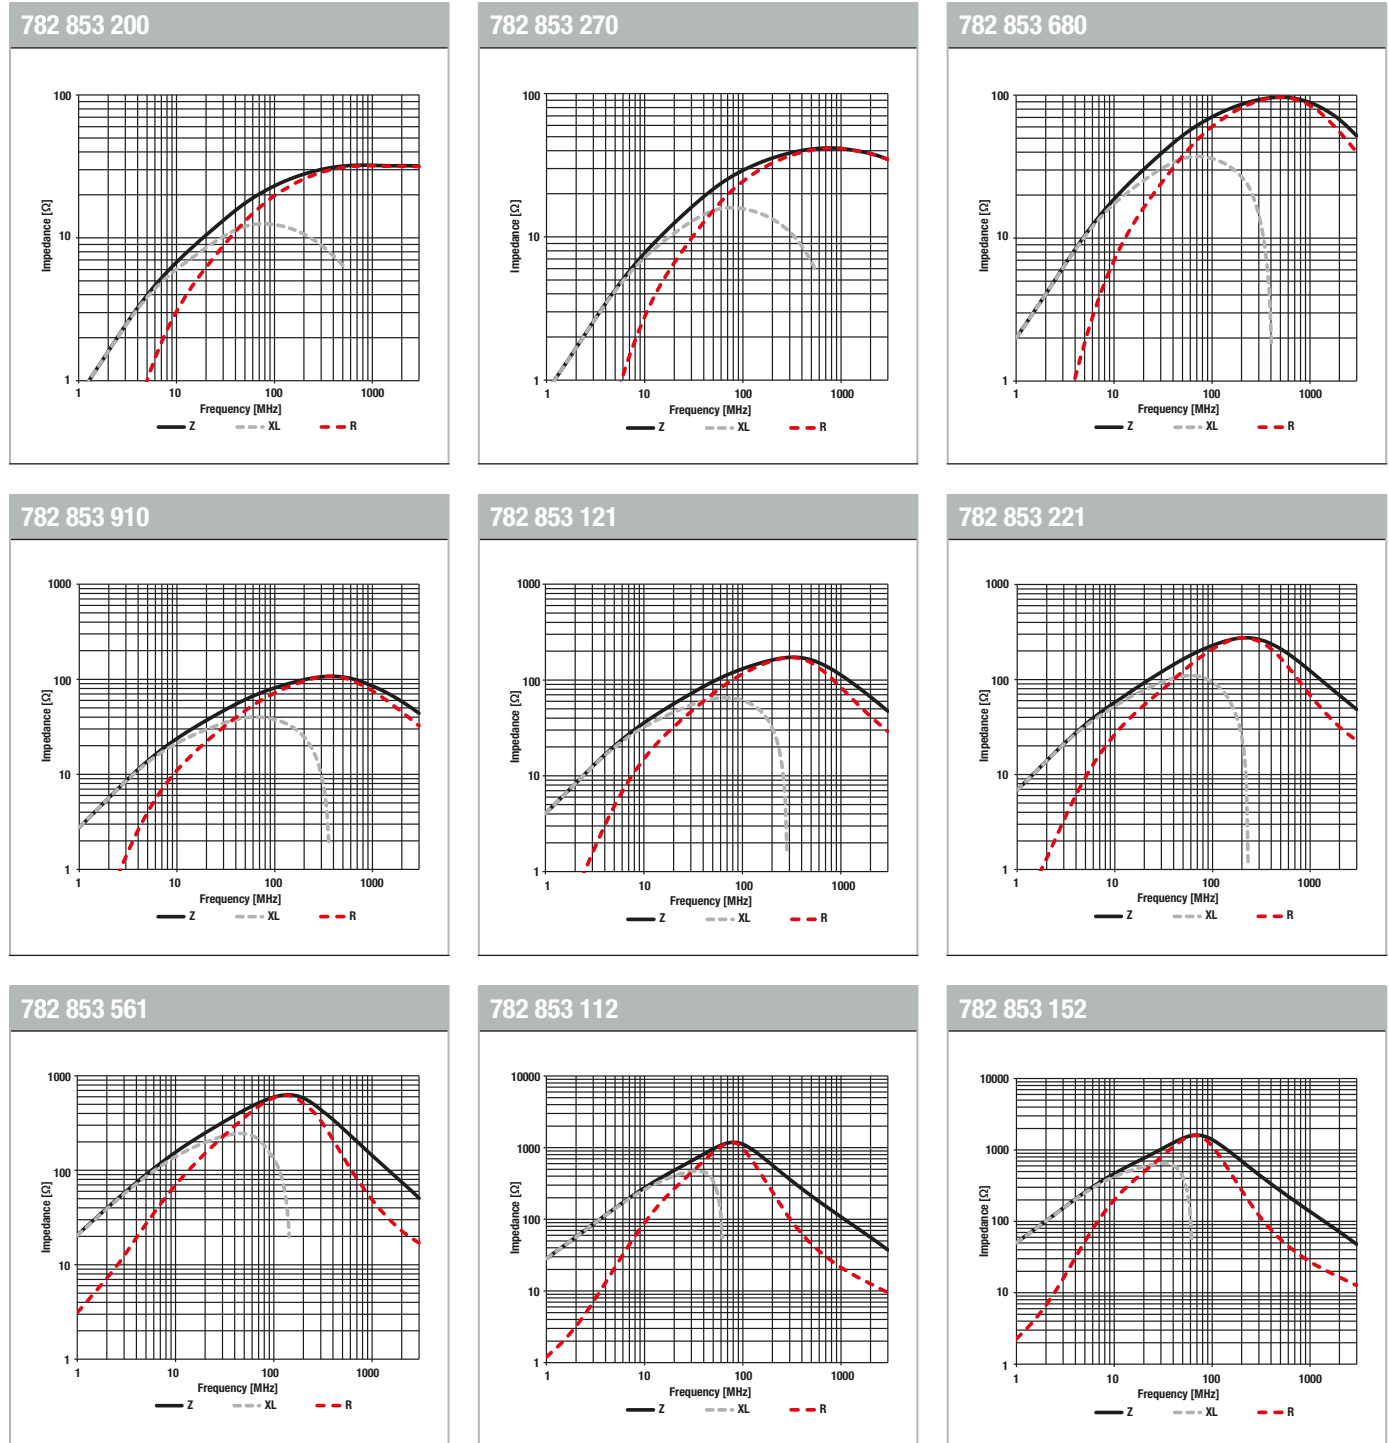 782 853 200
100
10
1
1 10 100 1000
Impedance [Ω]
Frequency [MHz]
Z XL R
782 853 270
100
10
1
1 10 100 1000
Impedance [Ω]
Frequency [MHz]
Z XL R
782 853 680
100
10
1
1 10 100 1000
Impedance [Ω]
Frequency [MHz]
Z XL R
782 853 910
1000
100
10
1
1 10 100 1000
Impedance [Ω]
Frequency [MHz]
Z XL R
782 853 121
1000
100
10
1
1 10 100 1000
Impedance [Ω]
Frequency [MHz]
Z XL R
782 853 221
1000
100
10
1
1 10 100 1000
Impedance [Ω]
Frequency [MHz]
Z XL R
782 853 561
1000
100
10
1
1 10 100 1000
Impedance [Ω]
Frequency [MHz]
Z XL R
782 853 112
10000
1000
100
10
1
1 10 100 1000
Impedance [Ω]
Frequency [MHz]
Z XL R
782 853 152
10000
1000
100
10
1
1 10 100 1000
Impedance [Ω]
Frequency [MHz]
Z XL R